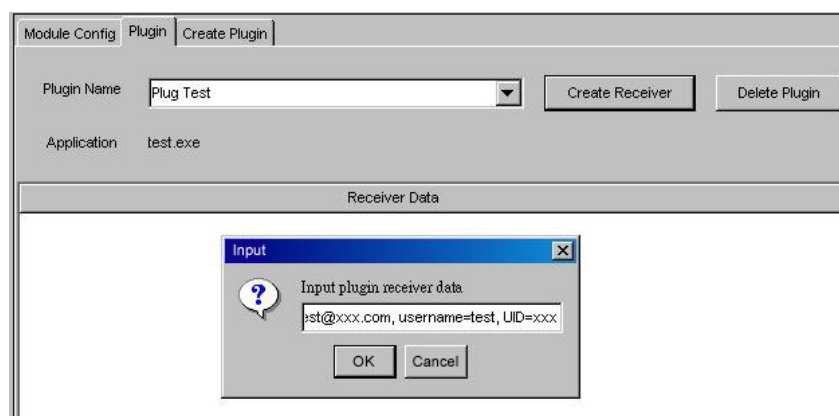 Module Config Plugin Create Plugin
Plugin Name Plug Test Create Receiver Delete Plugin
Application test.exe
Receiver Data
Input
? Input plugin receiver data
st@xxx.com, username=test, UID=xxx
OK Cancel